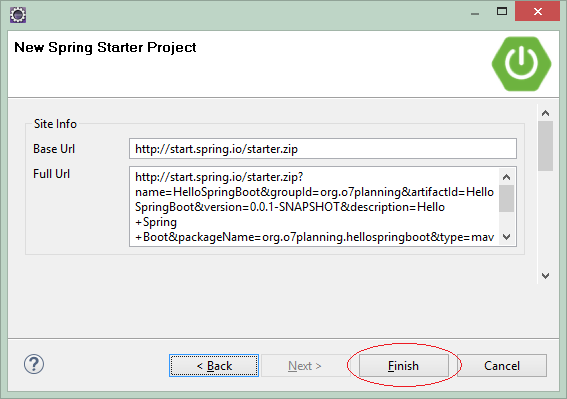 New Spring Starter Project
Site Info
Base Url
http://start.spring.io/starter.zip
Full Url
http://start.spring.io/starter.zip?
name=HelloSpringBoot&groupId=org.o7planning&artifactId=Hello
SpringBoot&version=0.0.1-SNAPSHOT&description=Hello
+Spring
+Boot&packageName=org.o7planning.hellospringboot&type=mav
?
< Back
Next >
Finish
Cancel